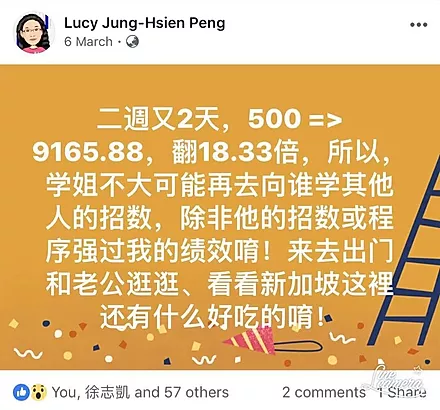 Lucy Jung-Hsien Peng
6 March
二週又2天，500 =>
9165.88，翻18.33倍，所以，
学姐不大可能再去向谁学其他
人的招数，除非他的招数或程
序强过我的绩效唷！来去出门
和老公逛逛、看看新加坡这裡
还有什么好吃的唷！
You, 徐志凱 and 57 others
2 comments 1 Share